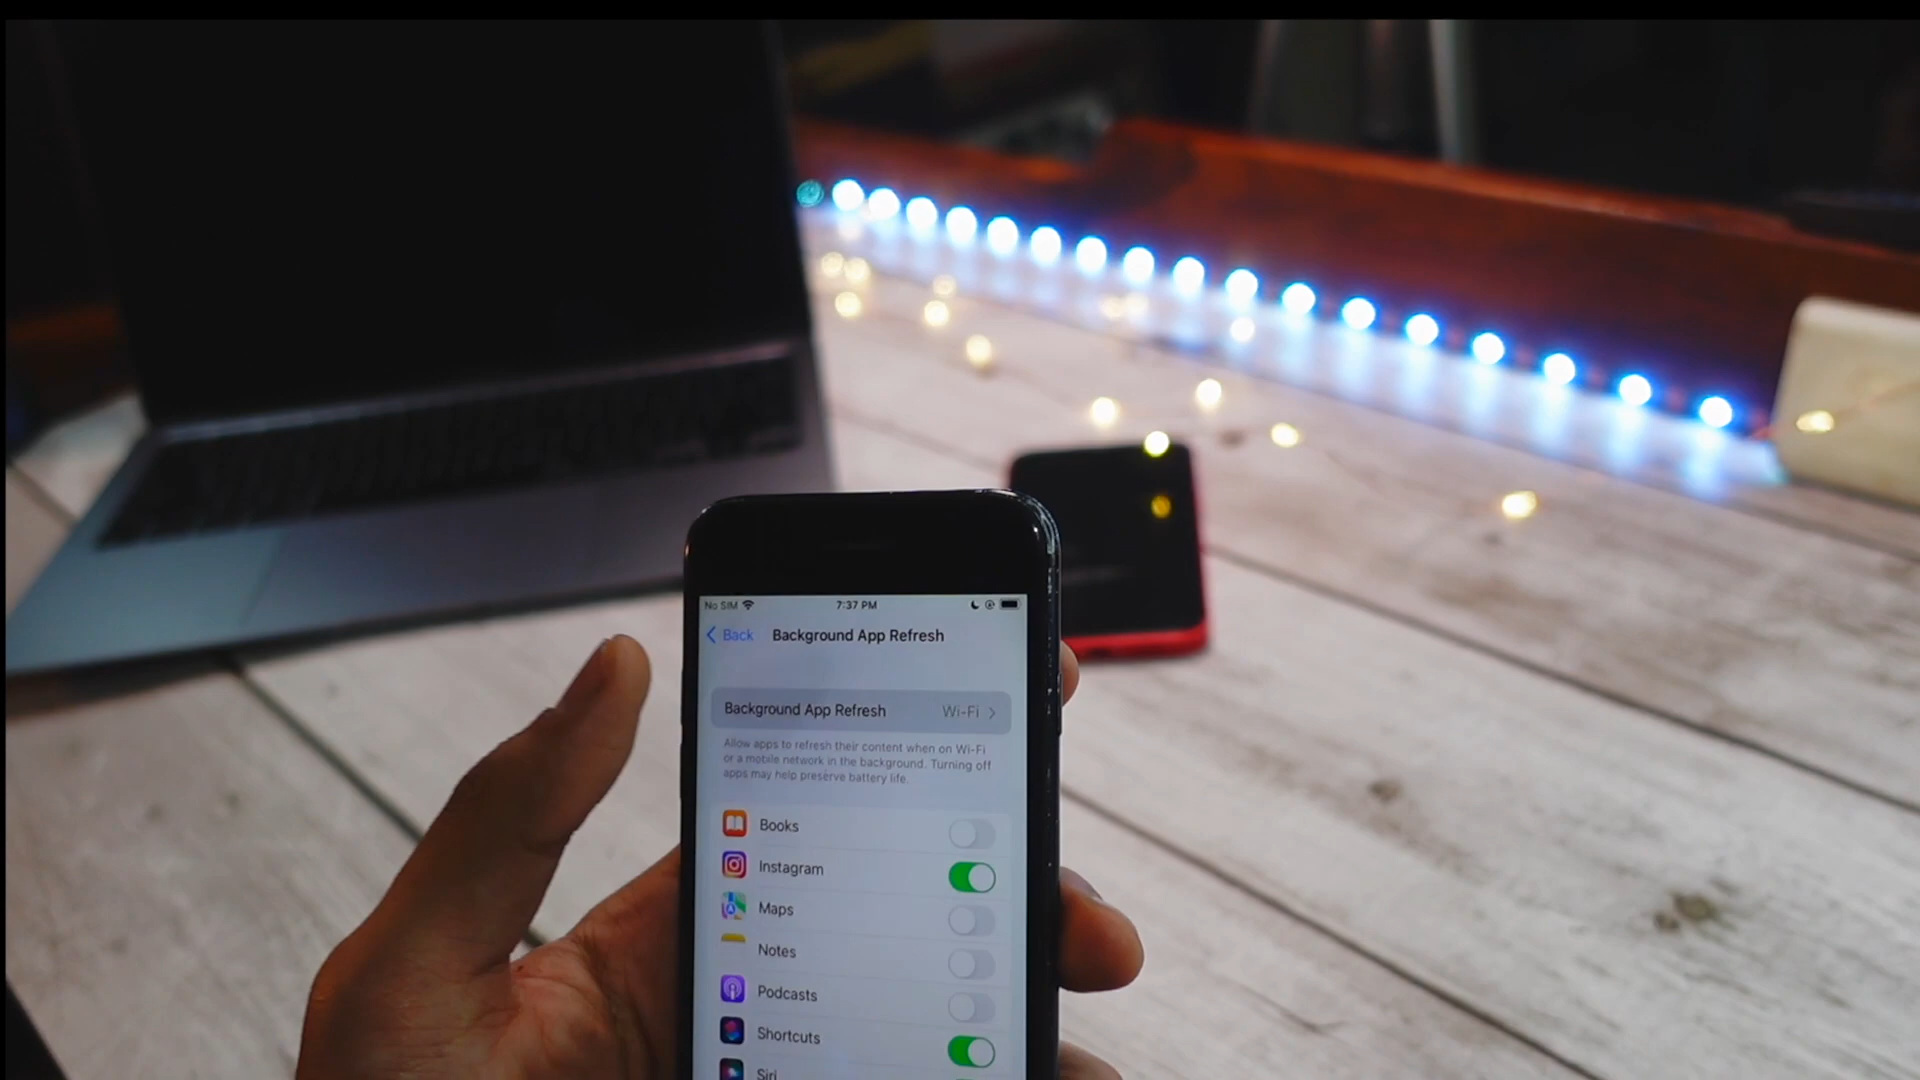 No SIM 7:37 PM
Back Background App Refresh
Background App Refresh Wi-Fi
Allow apps to refresh their content when on Wi-Fi
or a mobile network in the background. Turning off
apps may help preserve battery life.
Books
Instagram
Maps
Notes
Podcasts
Shortcuts
Siri